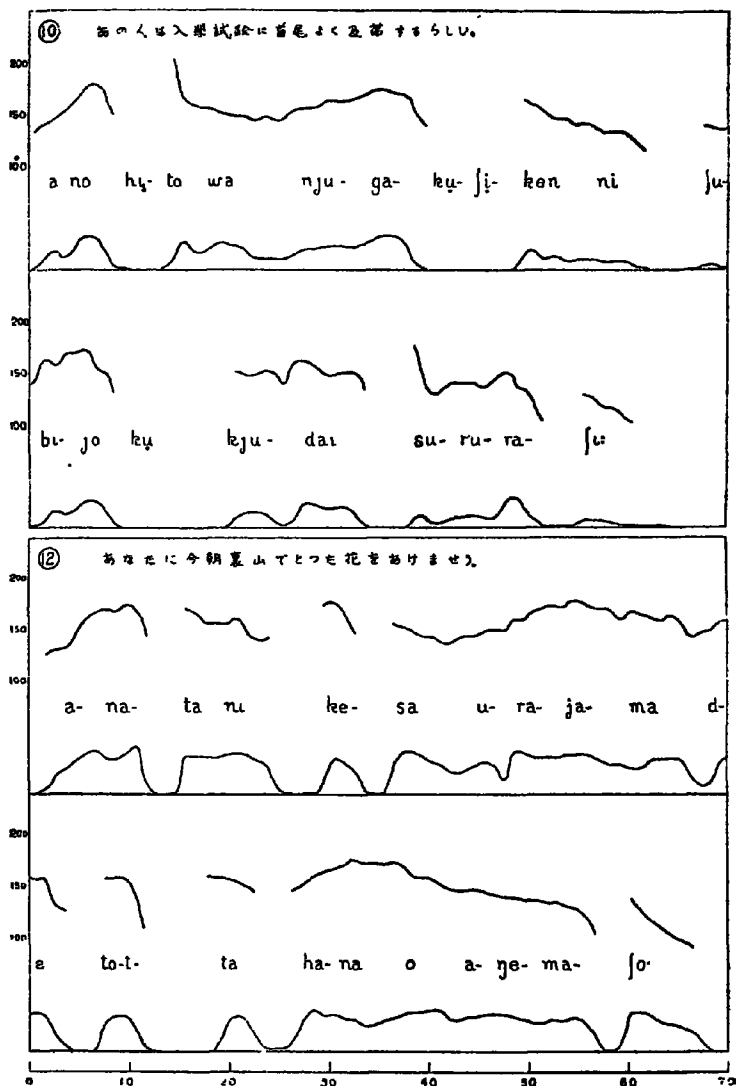 ⑩ あの人は入学試験に首尾よく及第するらしい。
200
150
100
a no hi̥- to wa nju- ga- ku̥- ʃi̥- ken ni ʃu-
200
150
100
bɪ- jo ku̥ kju- daɪ su- ru- ra- ʃɪː
⑫ あなたに今朝裏山でとつた花をあげませう。
200
150
100
a- na- ta nɪ ke- sa u- ra- ja- ma d-
200
150
100
e to-t- ta ha- na o a- ŋe- ma- ʃo·
0 10 20 30 40 50 60 70